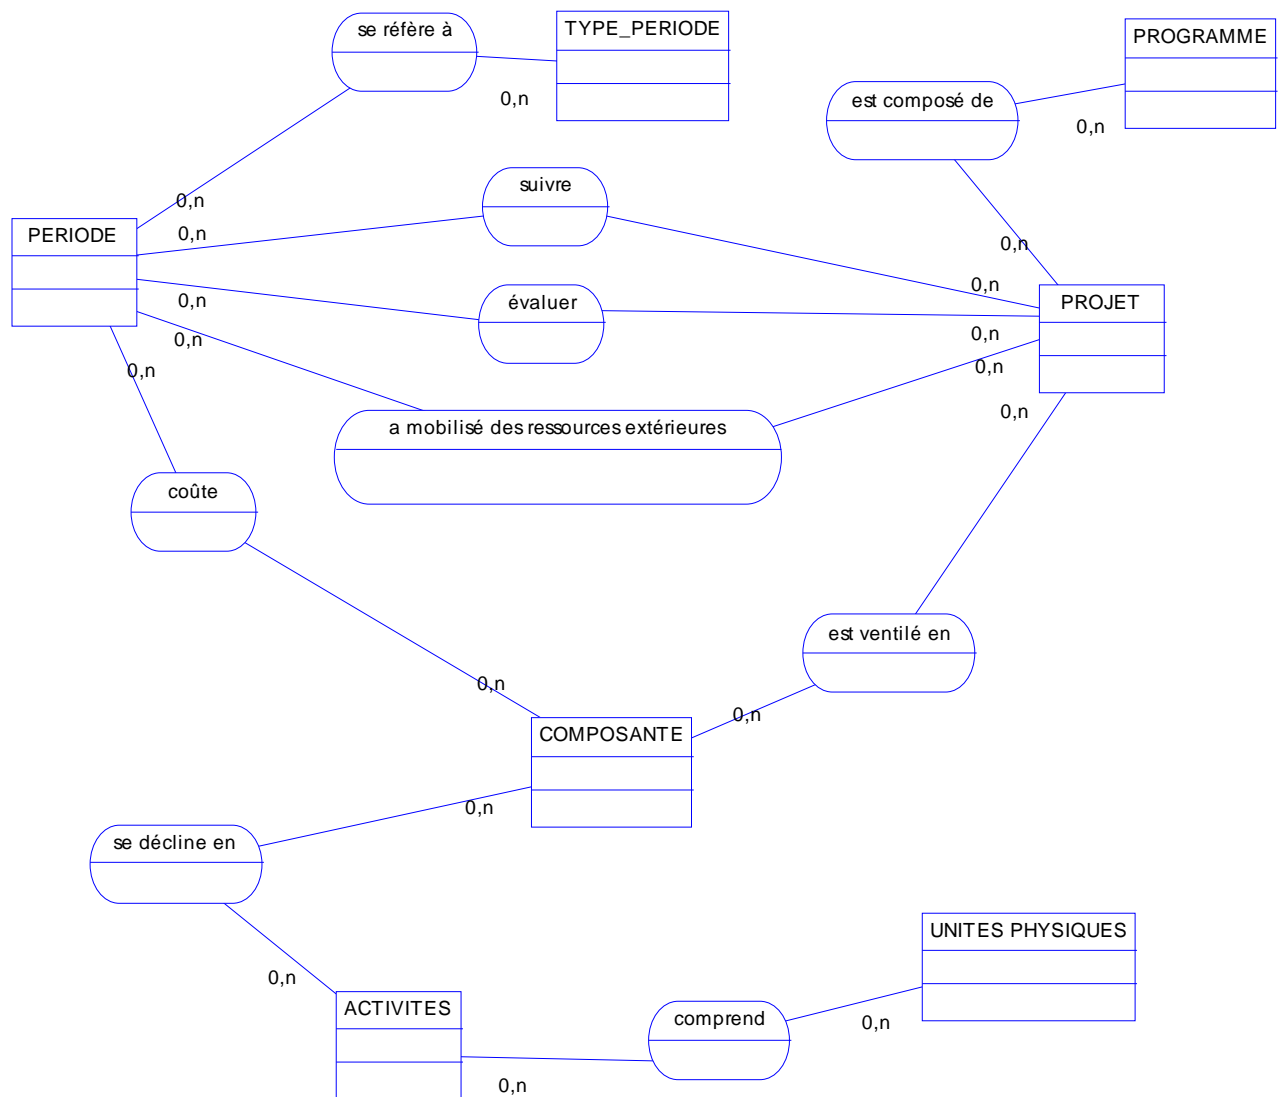 se réfère à
TYPE_PERIODE
PROGRAMME
0,n
est composé de
0,n
suivre
0,n
PERIODE
0,n
0,n
0,n
PROJET
évaluer
0,n
0,n
0,n
0,n
0,n
0,n
0,n
a mobilisé des ressources extérieures
coûte
est ventilé en
0,n
0,n
COMPOSANTE
0,n
se décline en
UNITES PHYSIQUES
0,n
ACTIVITES
comprend
0,n
0,n